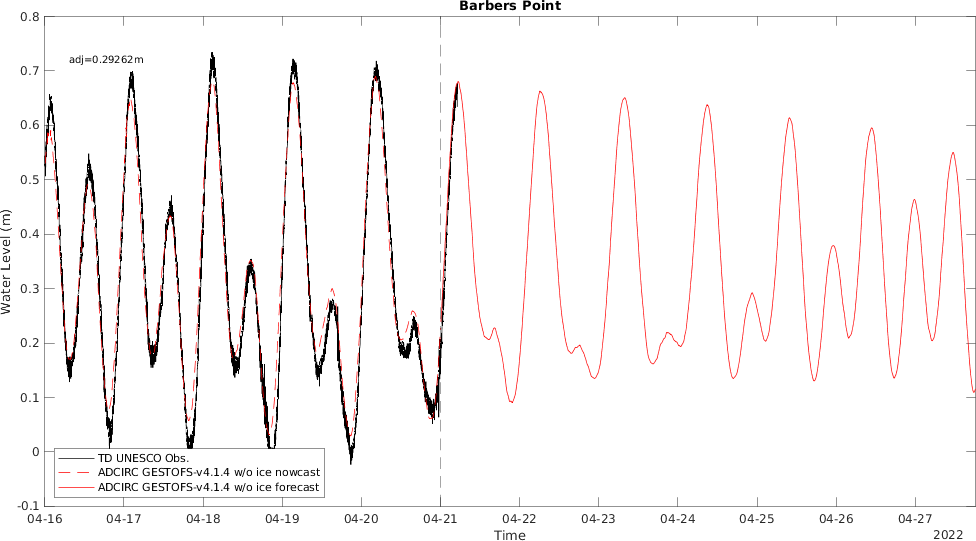 Barbers Point
0.8
adj=0.29262m
0.7
0.6
0.5
0.4
0.3
0.2
0.1
0
-0.1
Water Level (m)
TD UNESCO Obs.
ADCIRC GESTOFS-v4.1.4 w/o ice nowcast
ADCIRC GESTOFS-v4.1.4 w/o ice forecast
04-16 04-17 04-18 04-19 04-20 04-21 04-22 04-23 04-24 04-25 04-26 04-27
Time
2022